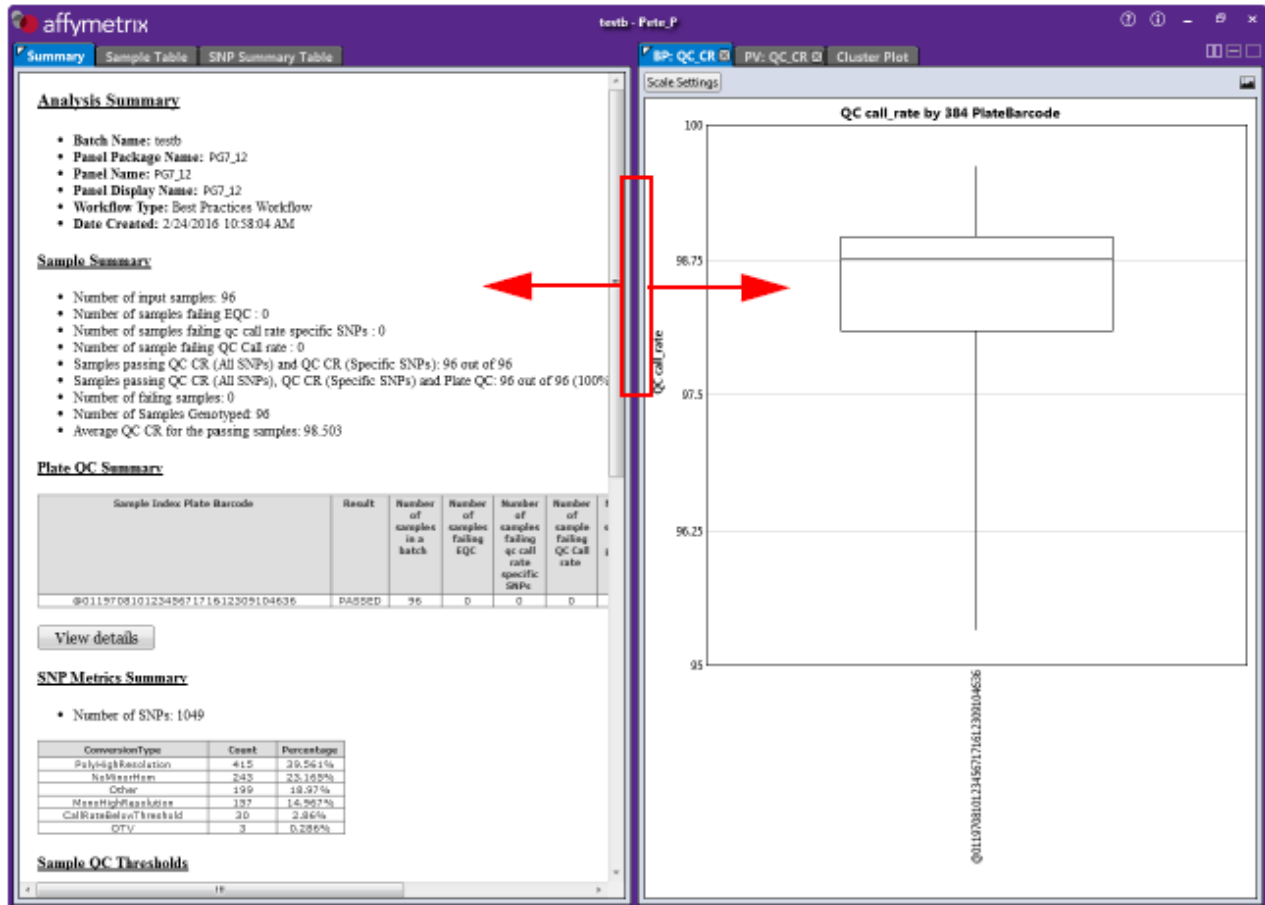 affymetrix
testb - Pete_P
Summary
Sample Table
SNP Summary Table
Analysis Summary
• Batch Name: testb
• Panel Package Name: PG7_12
• Panel Name: PG7_12
• Panel Display Name: PG7_12
• Workflow Type: Best Practices Workflow
• Date Created: 2/24/2016 10:58:04 AM
Sample Summary
• Number of input samples: 96
• Number of samples failing EQC : 0
• Number of samples failing qc call rate specific SNPs : 0
• Number of sample failing QC Call rate : 0
• Samples passing QC CR (All SNPs) and QC CR (Specific SNPs): 96 out of 96
• Samples passing QC CR (All SNPs), QC CR (Specific SNPs) and Plate QC: 96 out of 96 (100%
• Number of failing samples: 0
• Number of Samples Genotyped: 96
• Average QC CR for the passing samples: 98.503
Plate QC Summary
Sample Index Plate Barcode Result Number of samples in a batch Number of samples failing EQC Number of samples failing qc call rate specific SNPs Number of sample failing QC Call rate
PASSED 96 0 0 0
View details
SNP Metrics Summary
• Number of SNPs: 1049
ConversionType Count Percentage
PolyHighResolution 415 39.561%
NoMinorHom 243 23.165%
Other 199 18.97%
MonoHighResolution 157 14.967%
CallRateBelowThreshold 30 2.86%
OTV 3 0.286%
Sample QC Thresholds
BP: QC_CR
PV: QC_CR
Cluster Plot
Scale Settings
QC call_rate by 384 PlateBarcode
100
98.75
97.5
96.25
95
QC call_rate